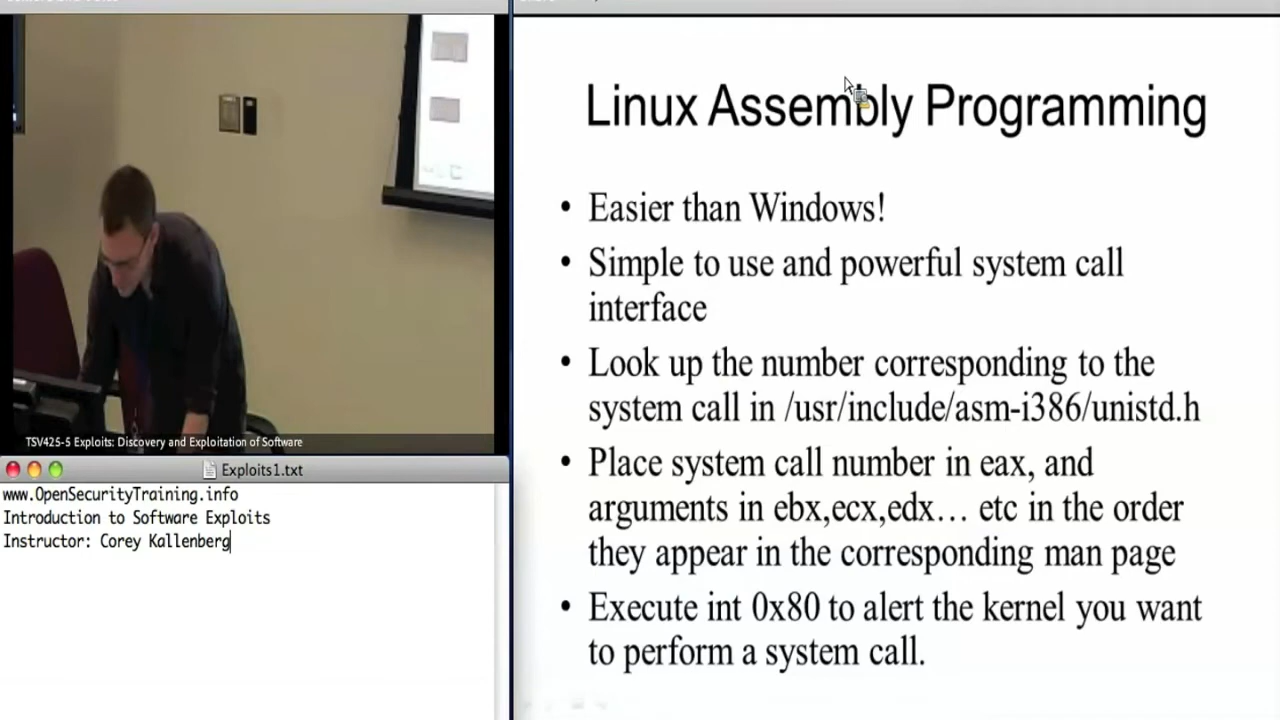 Linux Assembly Programming
• Easier than Windows!
• Simple to use and powerful system call
interface
• Look up the number corresponding to the
system call in /usr/include/asm-i386/unistd.h
• Place system call number in eax, and
arguments in ebx,ecx,edx… etc in the order
they appear in the corresponding man page
• Execute int 0x80 to alert the kernel you want
to perform a system call.
TSV425-5 Exploits: Discovery and Exploitation of Software
Exploits1.txt
www.OpenSecurityTraining.info
Introduction to Software Exploits
Instructor: Corey Kallenberg